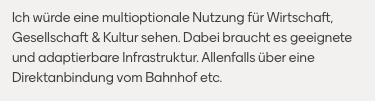 Ich würde eine multioptionale Nutzung für Wirtschaft,
Gesellschaft & Kultur sehen. Dabei braucht es geeignete
und adaptierbare Infrastruktur. Allenfalls über eine
Direktanbindung vom Bahnhof etc.